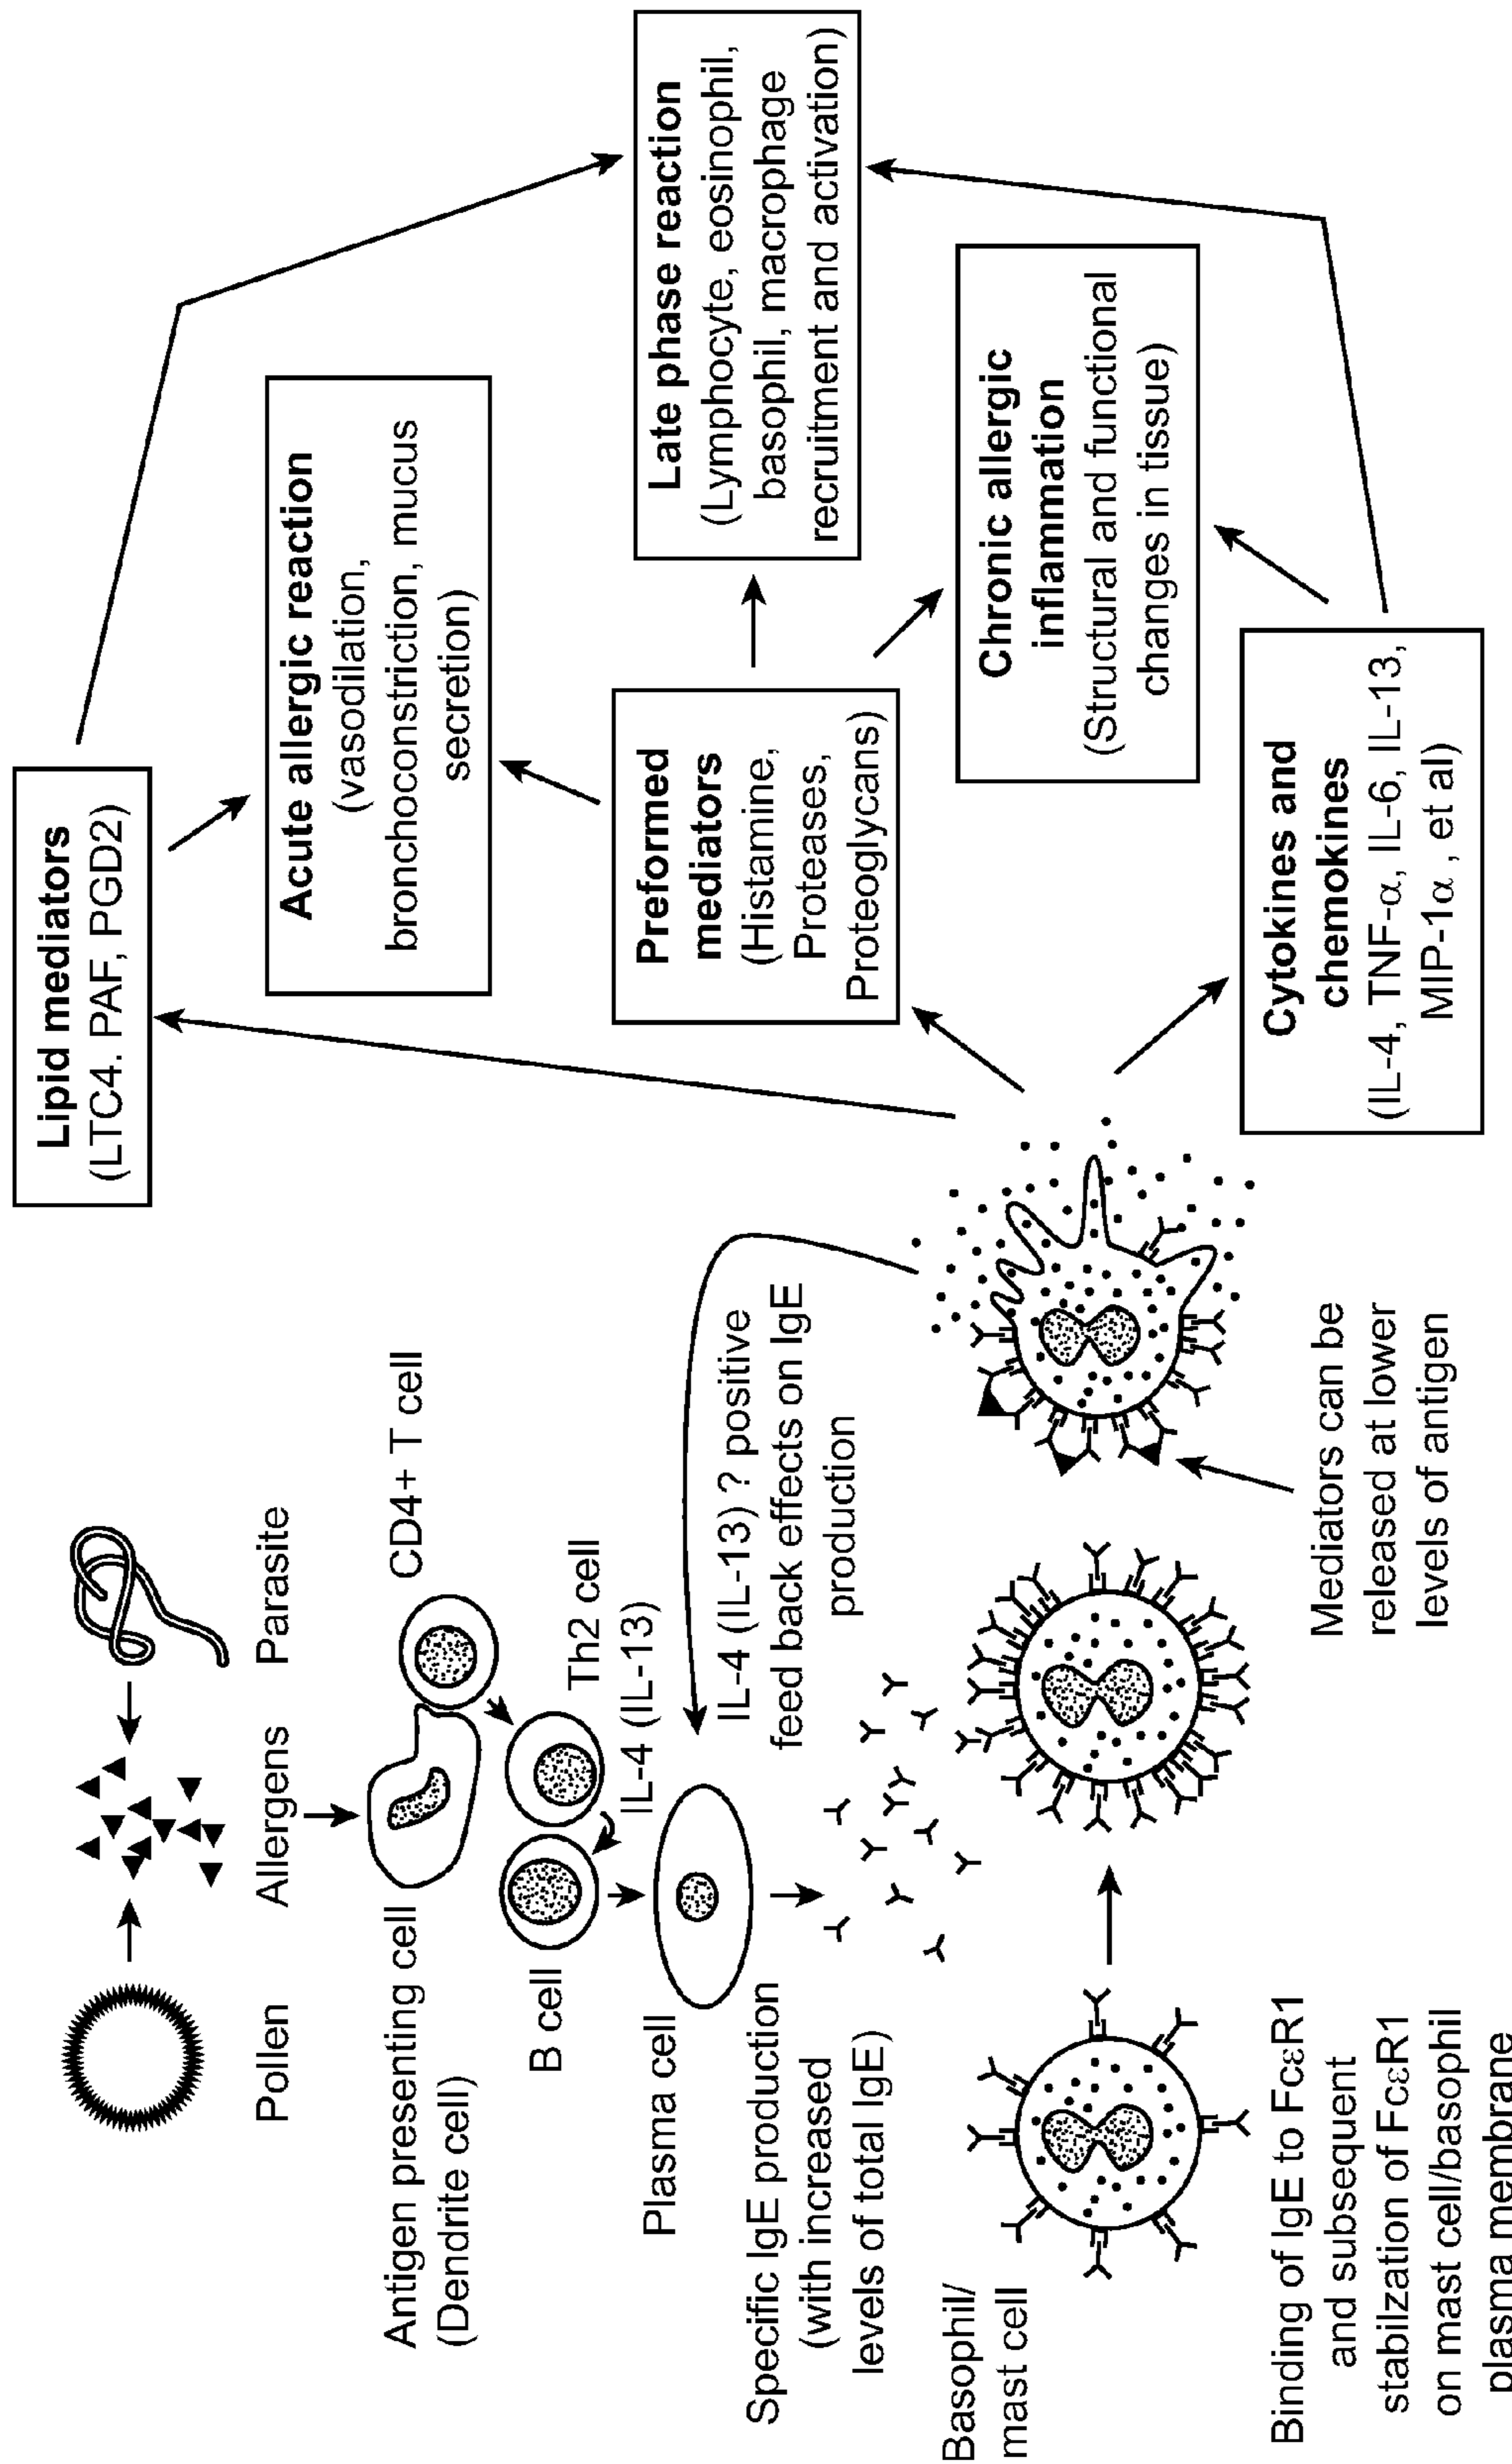 Pollen
Allergens
Parasite
Antigen presenting cell
(Dendrite cell)
CD4+ T cell
B cell
Th2 cell
IL-4 (IL-13)
Plasma cell
IL-4 (IL-13) ? positive
feed back effects on IgE
production
Specific IgE production
(with increased
levels of total IgE)
Basophil/
mast cell
Binding of IgE to FcεR1
and subsequent
stabilzation of FcεR1
on mast cell/basophil
plasma membrane
Mediators can be
released at lower
levels of antigen
Lipid mediators
(LTC4. PAF, PGD2)
Acute allergic reaction
(vasodilation,
bronchoconstriction, mucus
secretion)
Preformed
mediators
(Histamine,
Proteases,
Proteoglycans)
Late phase reaction
(Lymphocyte, eosinophil,
basophil, macrophage
recruitment and activation)
Chronic allergic
inflammation
(Structural and functional
changes in tissue)
Cytokines and
chemokines
(IL-4, TNF-α, IL-6, IL-13,
MIP-1α, et al)